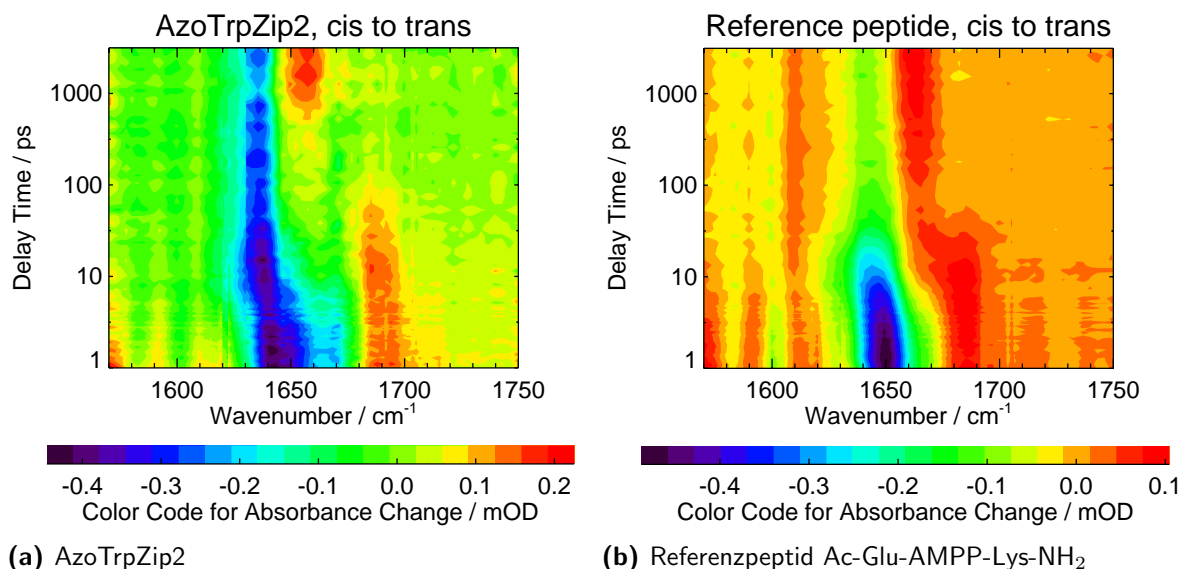 AzoTrpZip2, cis to trans
Delay Time / ps
1000
100
10
1
1600 1650 1700 1750
Wavenumber / cm⁻¹
-0.4 -0.3 -0.2 -0.1 0.0 0.1 0.2
Color Code for Absorbance Change / mOD
(a) AzoTrpZip2
Reference peptide, cis to trans
Delay Time / ps
1000
100
10
1
1600 1650 1700 1750
Wavenumber / cm⁻¹
-0.4 -0.3 -0.2 -0.1 0.0 0.1
Color Code for Absorbance Change / mOD
(b) Referenzpeptid Ac-Glu-AMPP-Lys-NH₂